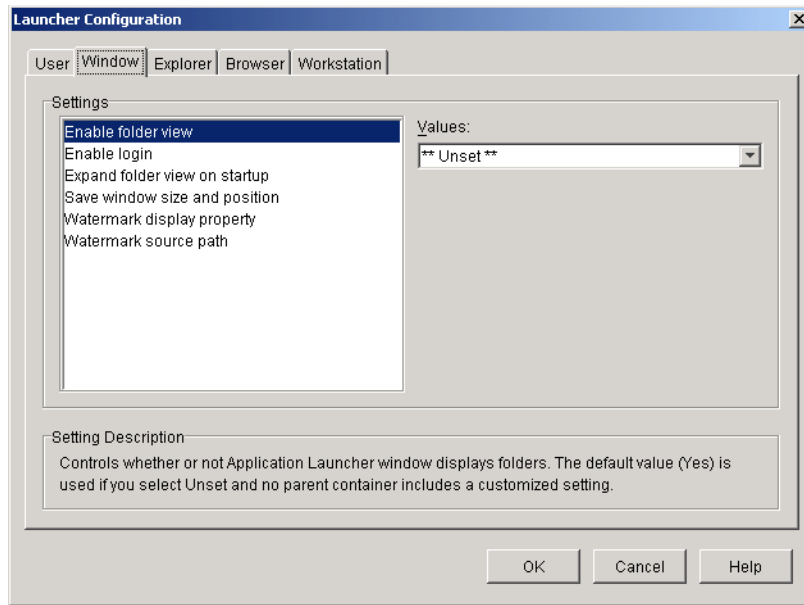 Launcher Configuration
User Window Explorer Browser Workstation
Settings
Enable folder view
Enable login
Expand folder view on startup
Save window size and position
Watermark display property
Watermark source path
Values:
** Unset **
Setting Description
Controls whether or not Application Launcher window displays folders. The default value (Yes) is
used if you select Unset and no parent container includes a customized setting.
OK Cancel Help